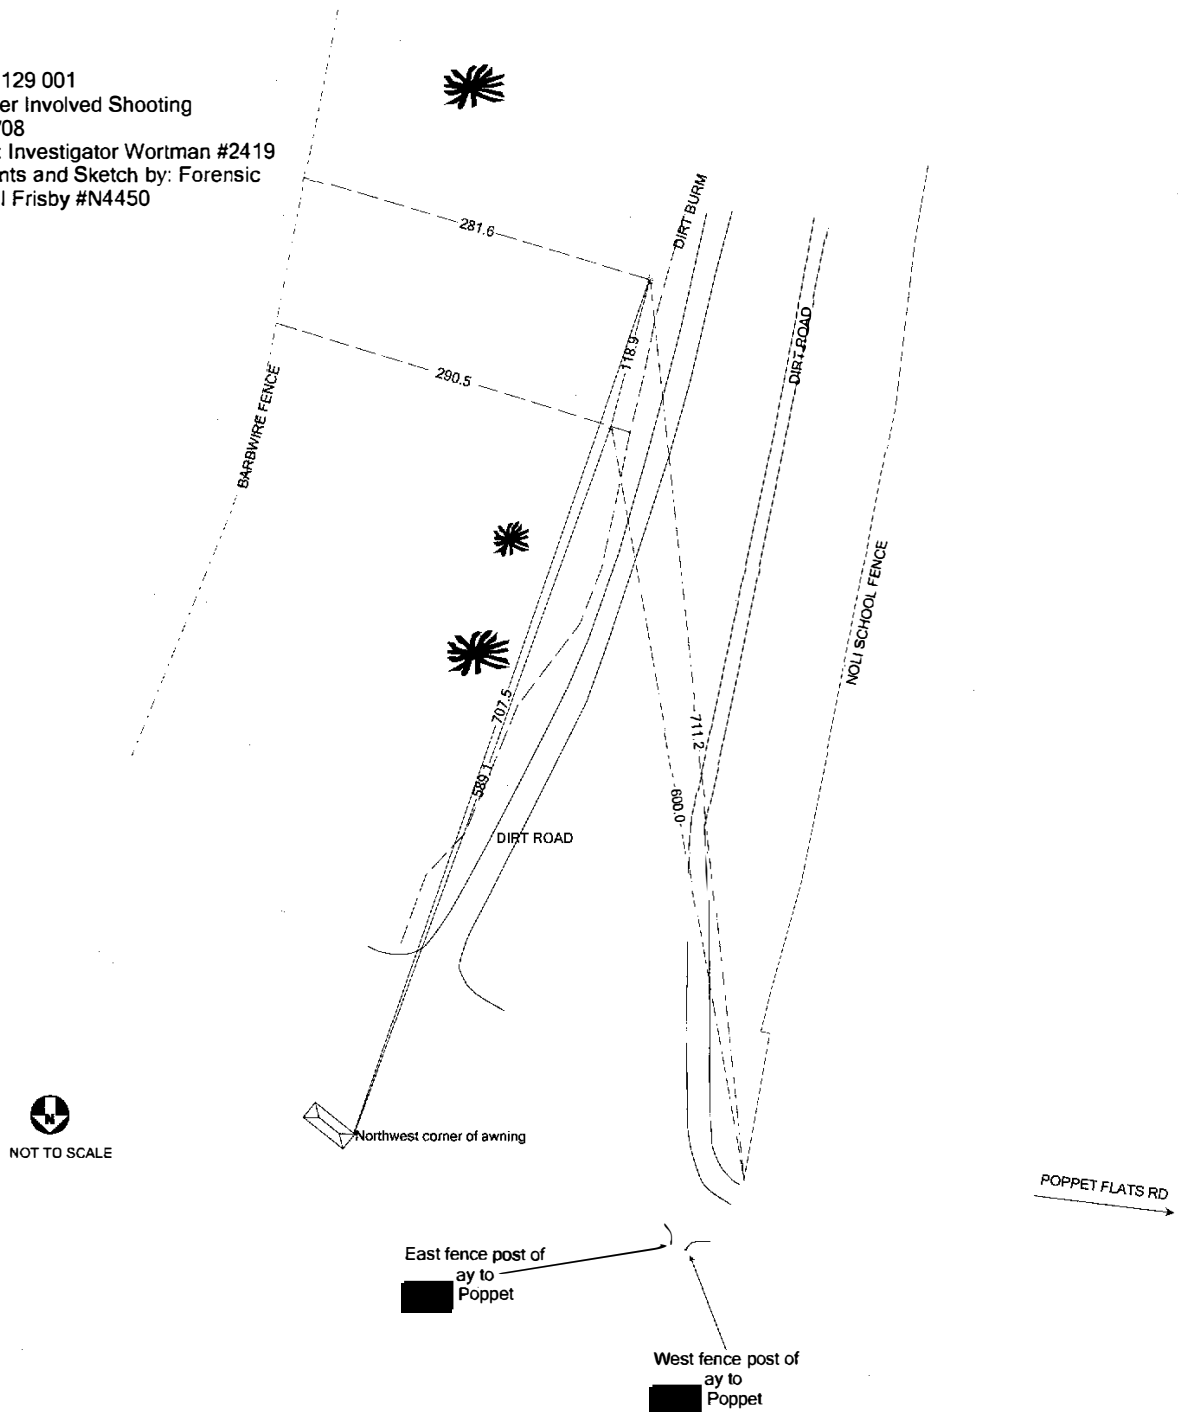 129 001
er Involved Shooting
/08
: Investigator Wortman #2419
nts and Sketch by: Forensic
l Frisby #N4450
281.6
DIRT BURM
118.9
290.5
BARBWIRE FENCE
DIRT ROAD
NOLI SCHOOL FENCE
707.5
589.1
711.2
600.0
DIRT ROAD
N
NOT TO SCALE
Northwest corner of awning
POPPET FLATS RD
East fence post of
ay to
Poppet
West fence post of
ay to
Poppet